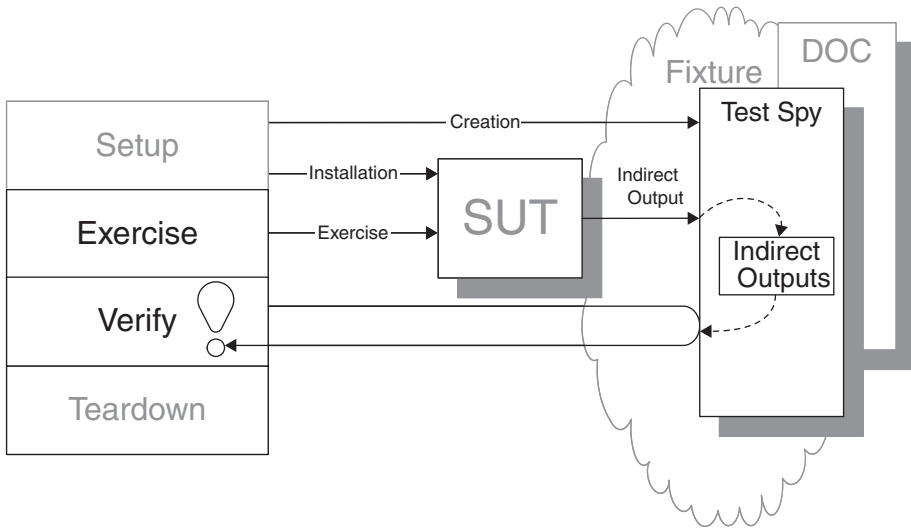 DOC
Fixture
Test Spy
Creation
Setup
Installation
Indirect
Output
SUT
Exercise
Exercise
Indirect
Outputs
Verify
Teardown